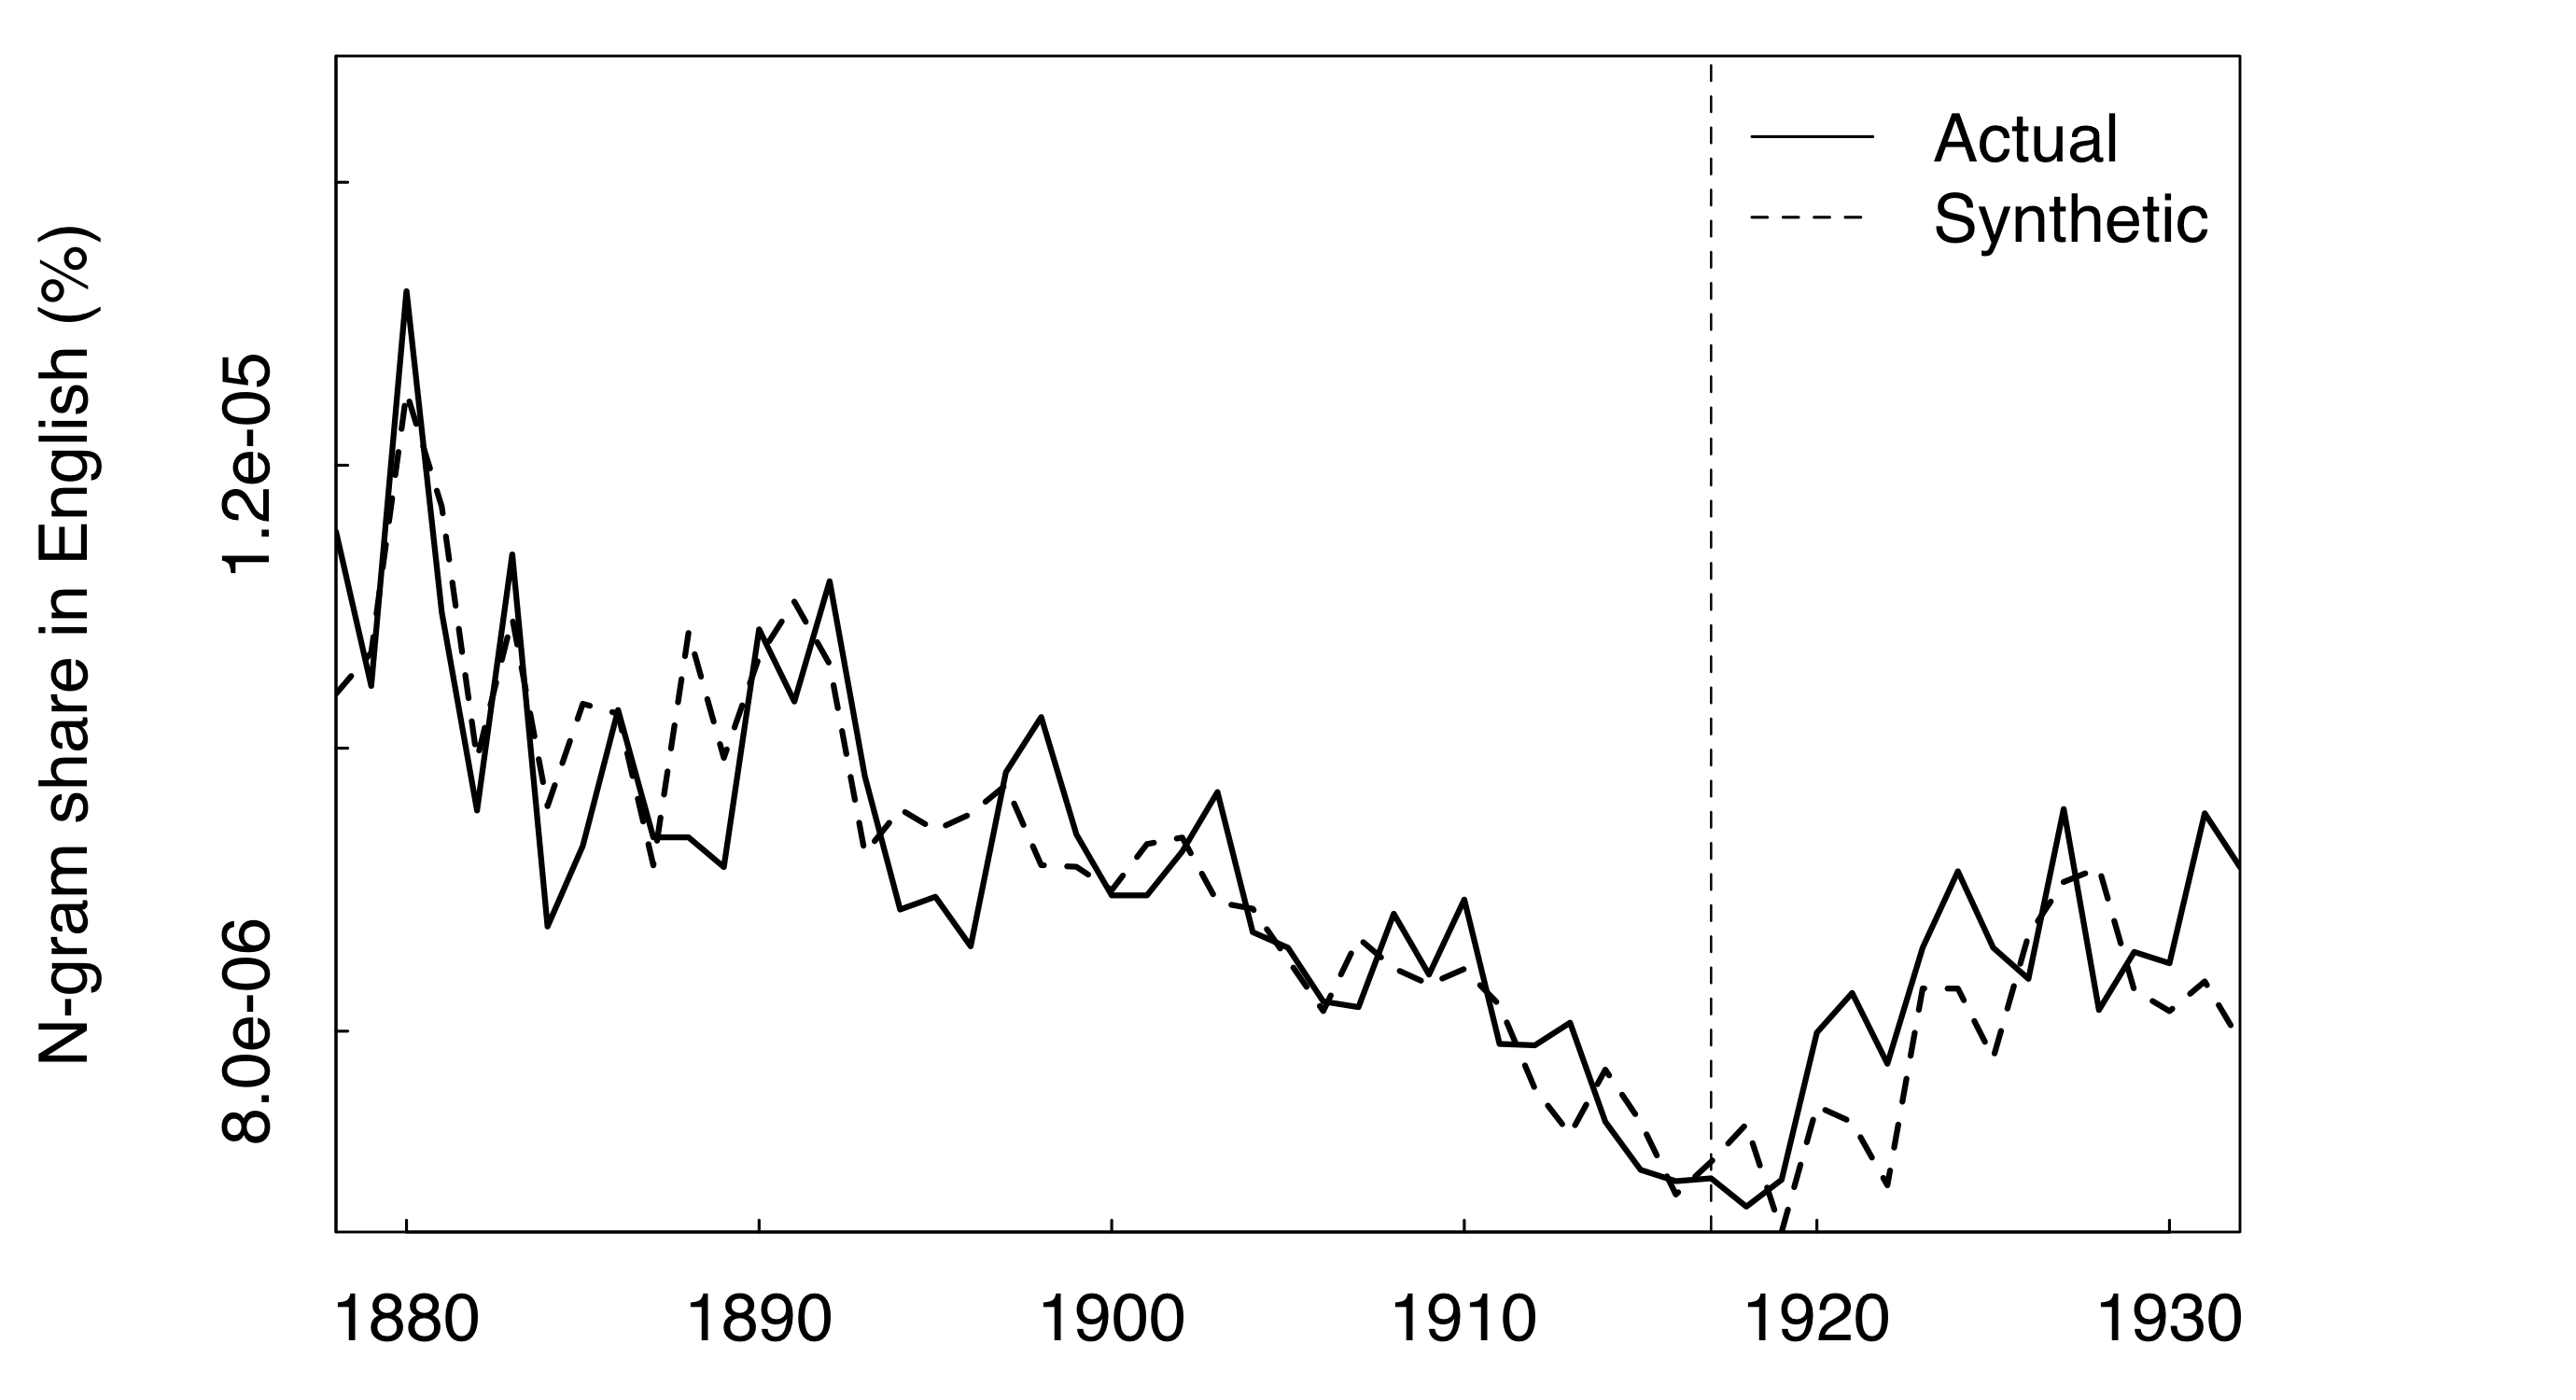 Actual
Synthetic
N-gram share in English (%)
1.2e-05
8.0e-06
1880 1890 1900 1910 1920 1930